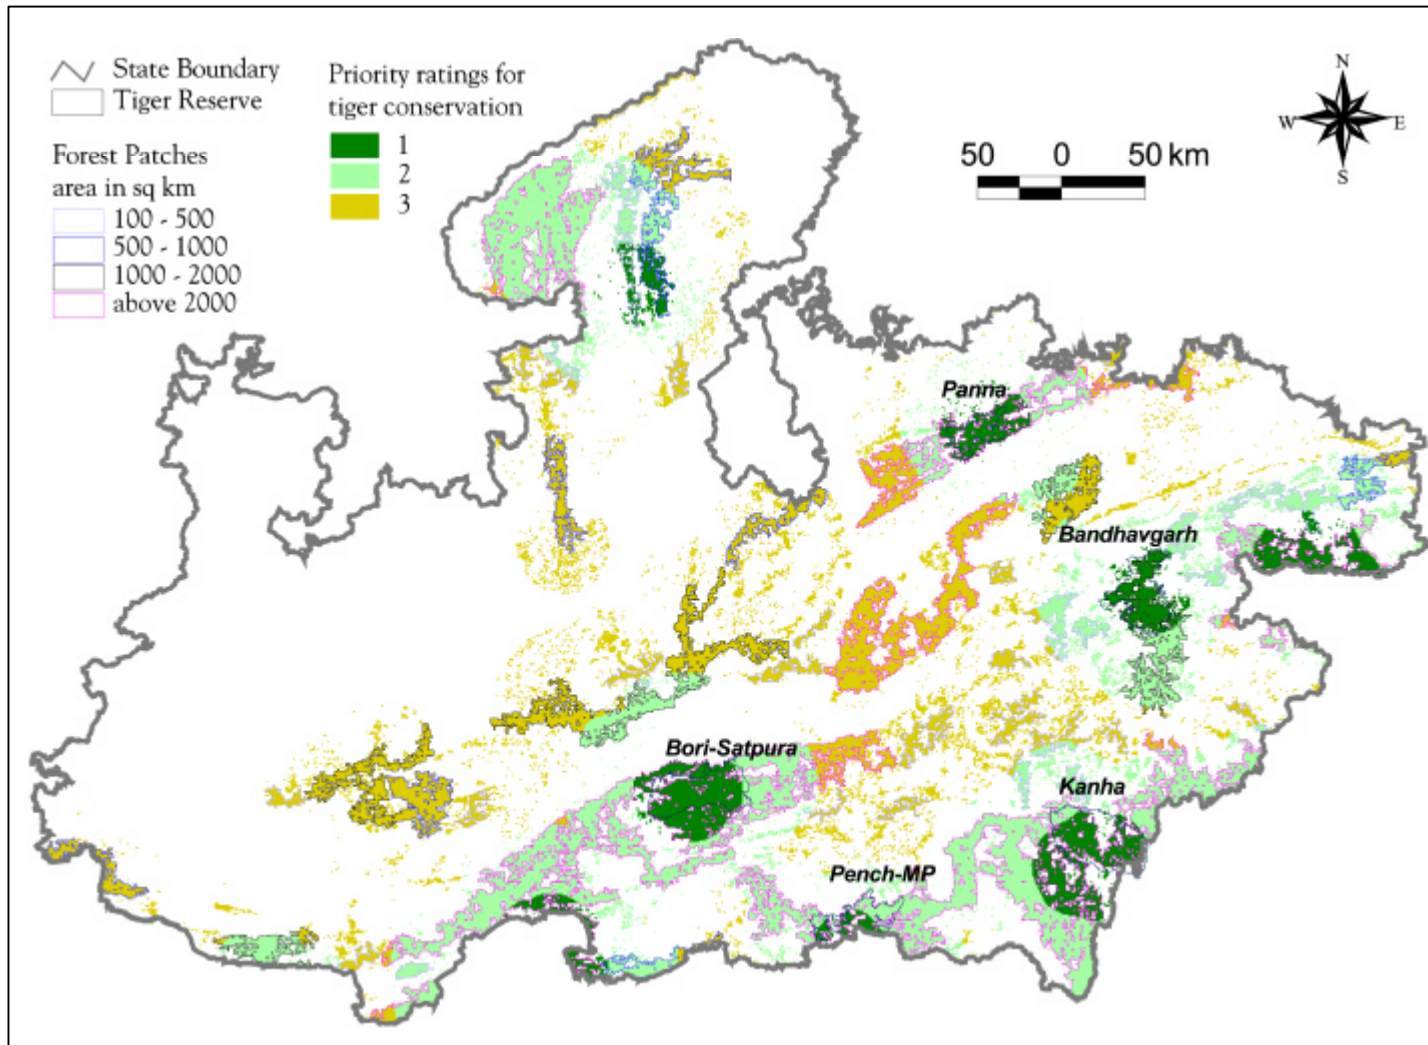 State Boundary
Tiger Reserve
Forest Patches
area in sq km
100 - 500
500 - 1000
1000 - 2000
above 2000
Priority ratings for
tiger conservation
1
2
3
N
W E
S
50 0 50 km
Panna
Bandhavgarh
Bori-Satpura
Kanha
Pench-MP